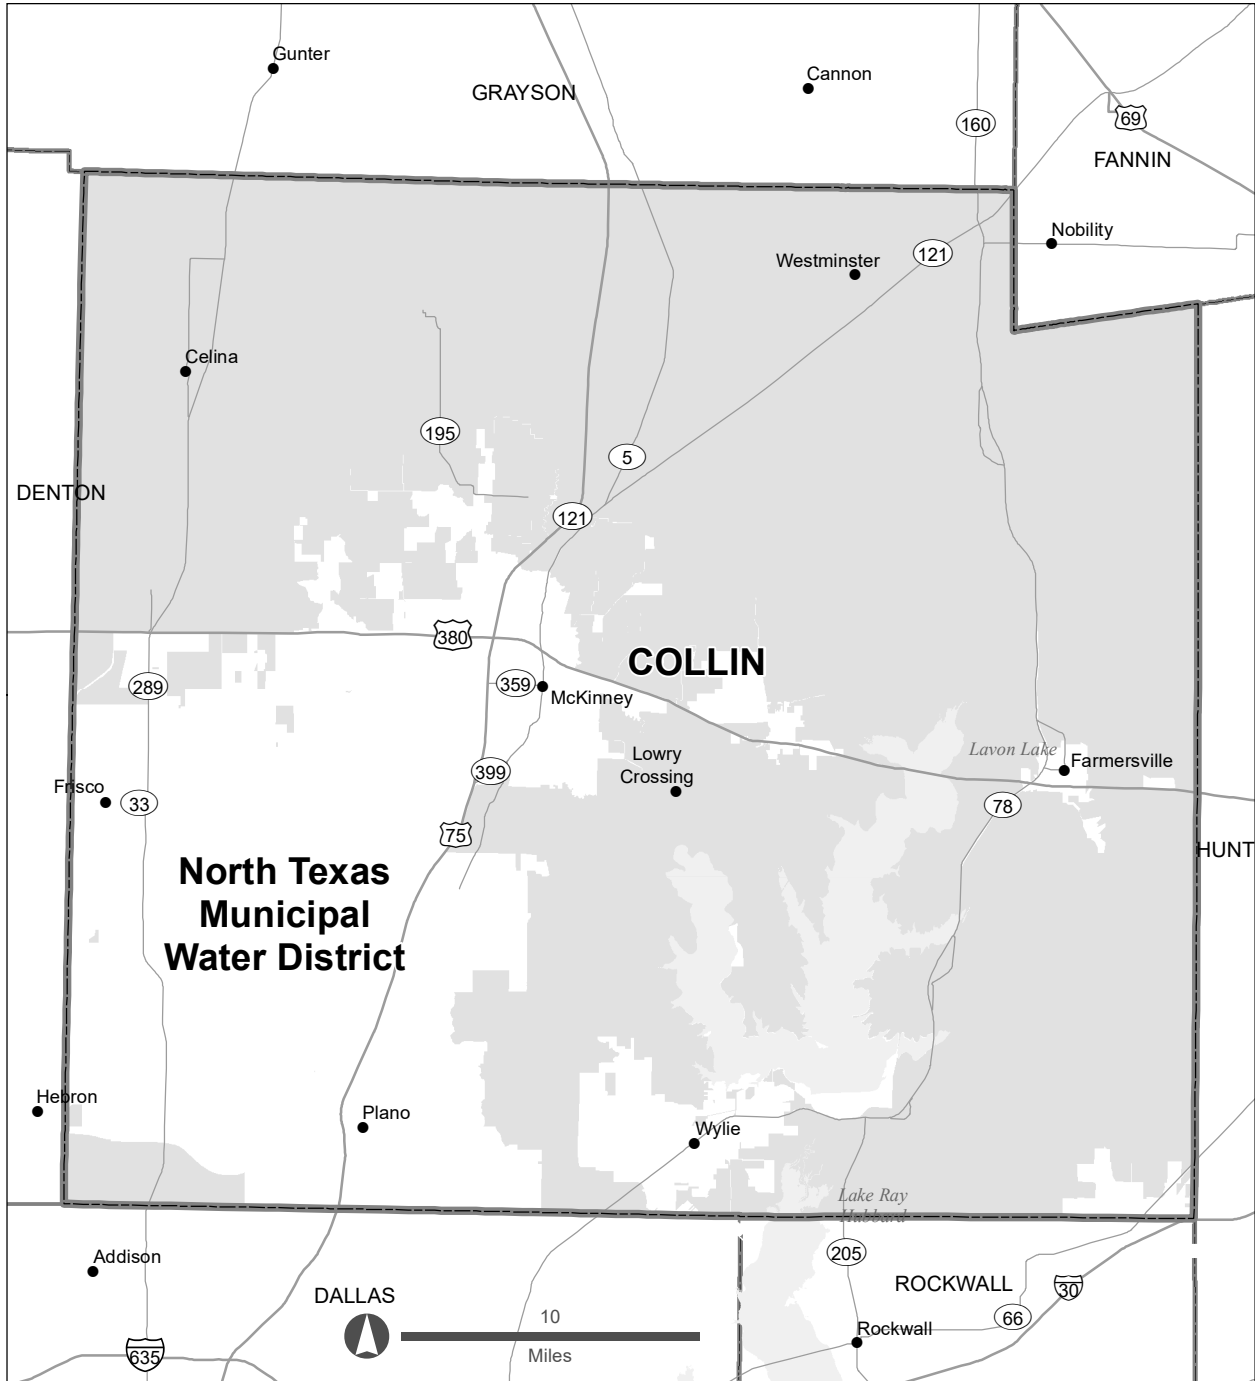 Gunter
Cannon
GRAYSON
160
69
FANNIN
Nobility
Westminster
121
Celina
195
5
DENTON
121
380
COLLIN
289
359
McKinney
Lowry
Crossing
Lavon Lake
Farmersville
399
Frisco
33
78
75
HUNT
North Texas
Municipal
Water District
Hebron
Plano
Wylie
Lake Ray
Hubbard
Addison
205
DALLAS
ROCKWALL
30
10
66
Rockwall
635
Miles